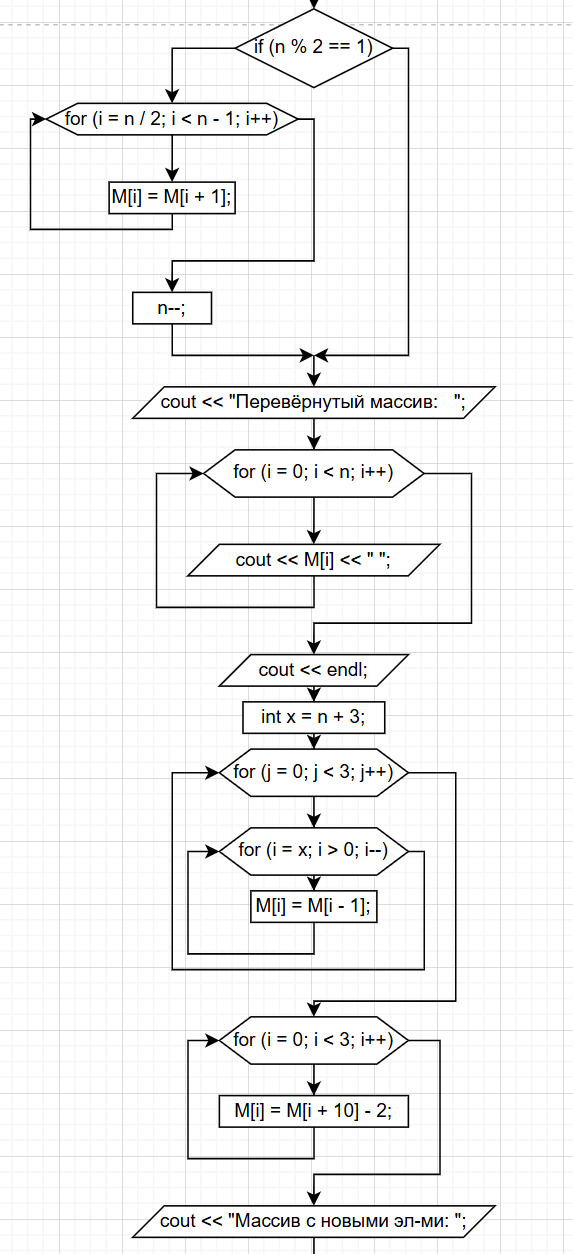 if (n % 2 == 1)
for (i = n / 2; i < n - 1; i++)
M[i] = M[i + 1];
n--;
cout << "Перевёрнутый массив:   ";
for (i = 0; i < n; i++)
cout << M[i] << " ";
cout << endl;
int x = n + 3;
for (j = 0; j < 3; j++)
for (i = x; i > 0; i--)
M[i] = M[i - 1];
for (i = 0; i < 3; i++)
M[i] = M[i + 10] - 2;
cout << "Массив с новыми эл-ми: ";